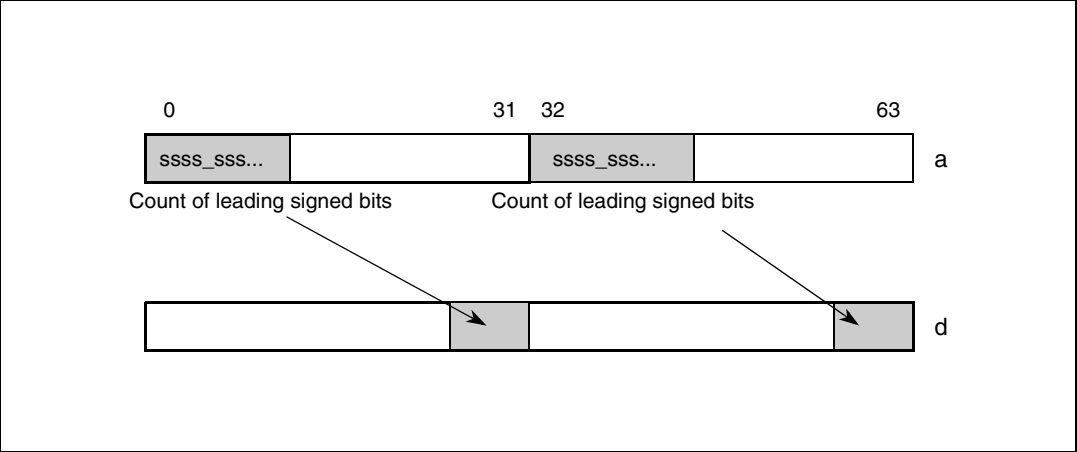 0 31 32 63
ssss_sss... ssss_sss... a
Count of leading signed bits Count of leading signed bits
d